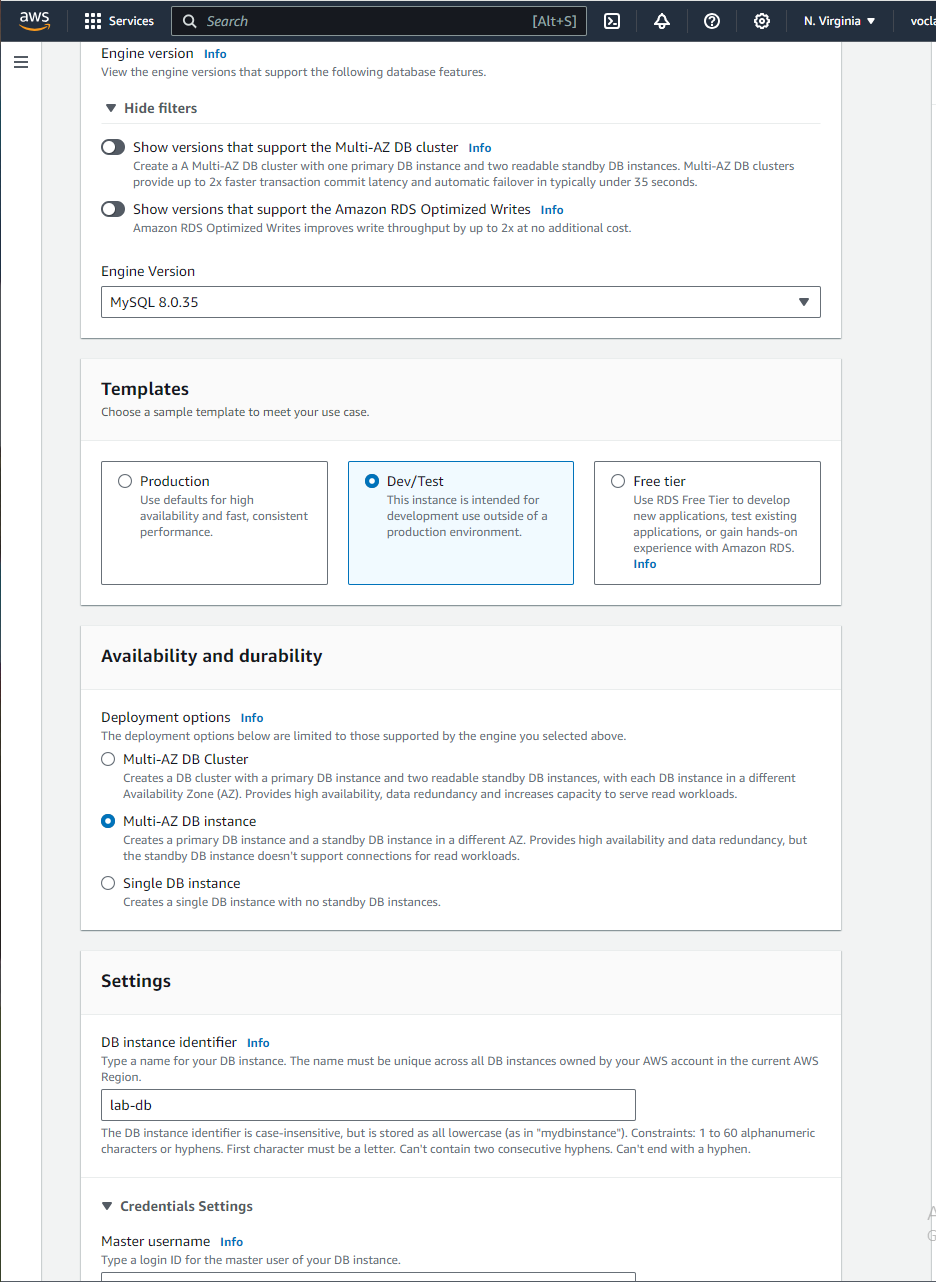 aws
Services
Search [Alt+S]
N. Virginia
vocla
Engine version Info
View the engine versions that support the following database features.
Hide filters
Show versions that support the Multi-AZ DB cluster Info
Create a A Multi-AZ DB cluster with one primary DB instance and two readable standby DB instances. Multi-AZ DB clusters
provide up to 2x faster transaction commit latency and automatic failover in typically under 35 seconds.
Show versions that support the Amazon RDS Optimized Writes Info
Amazon RDS Optimized Writes improves write throughput by up to 2x at no additional cost.
Engine Version
MySQL 8.0.35
Templates
Choose a sample template to meet your use case.
Production
Use defaults for high
availability and fast, consistent
performance.
Dev/Test
This instance is intended for
development use outside of a
production environment.
Free tier
Use RDS Free Tier to develop
new applications, test existing
applications, or gain hands-on
experience with Amazon RDS.
Info
Availability and durability
Deployment options Info
The deployment options below are limited to those supported by the engine you selected above.
Multi-AZ DB Cluster
Creates a DB cluster with a primary DB instance and two readable standby DB instances, with each DB instance in a different
Availability Zone (AZ). Provides high availability, data redundancy and increases capacity to serve read workloads.
Multi-AZ DB instance
Creates a primary DB instance and a standby DB instance in a different AZ. Provides high availability and data redundancy, but
the standby DB instance doesn't support connections for read workloads.
Single DB instance
Creates a single DB instance with no standby DB instances.
Settings
DB instance identifier Info
Type a name for your DB instance. The name must be unique across all DB instances owned by your AWS account in the current AWS
Region.
lab-db
The DB instance identifier is case-insensitive, but is stored as all lowercase (as in "mydbinstance"). Constraints: 1 to 60 alphanumeric
characters or hyphens. First character must be a letter. Can't contain two consecutive hyphens. Can't end with a hyphen.
Credentials Settings
Master username Info
Type a login ID for the master user of your DB instance.